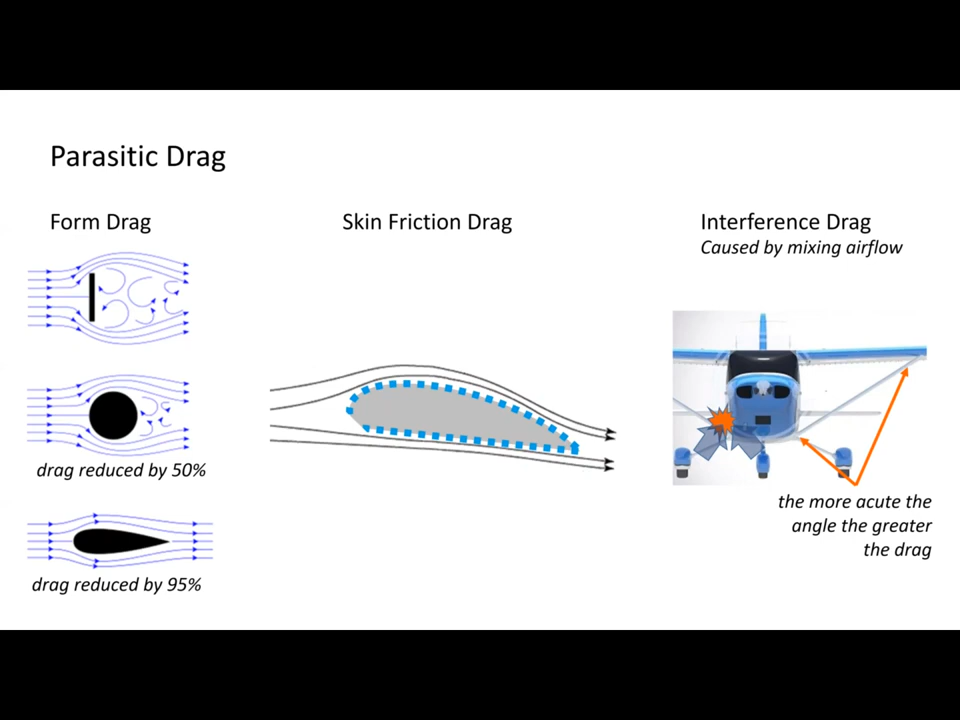 Parasitic Drag
Form Drag
drag reduced by 50%
drag reduced by 95%
Skin Friction Drag
Interference Drag
Caused by mixing airflow
the more acute the
angle the greater
the drag